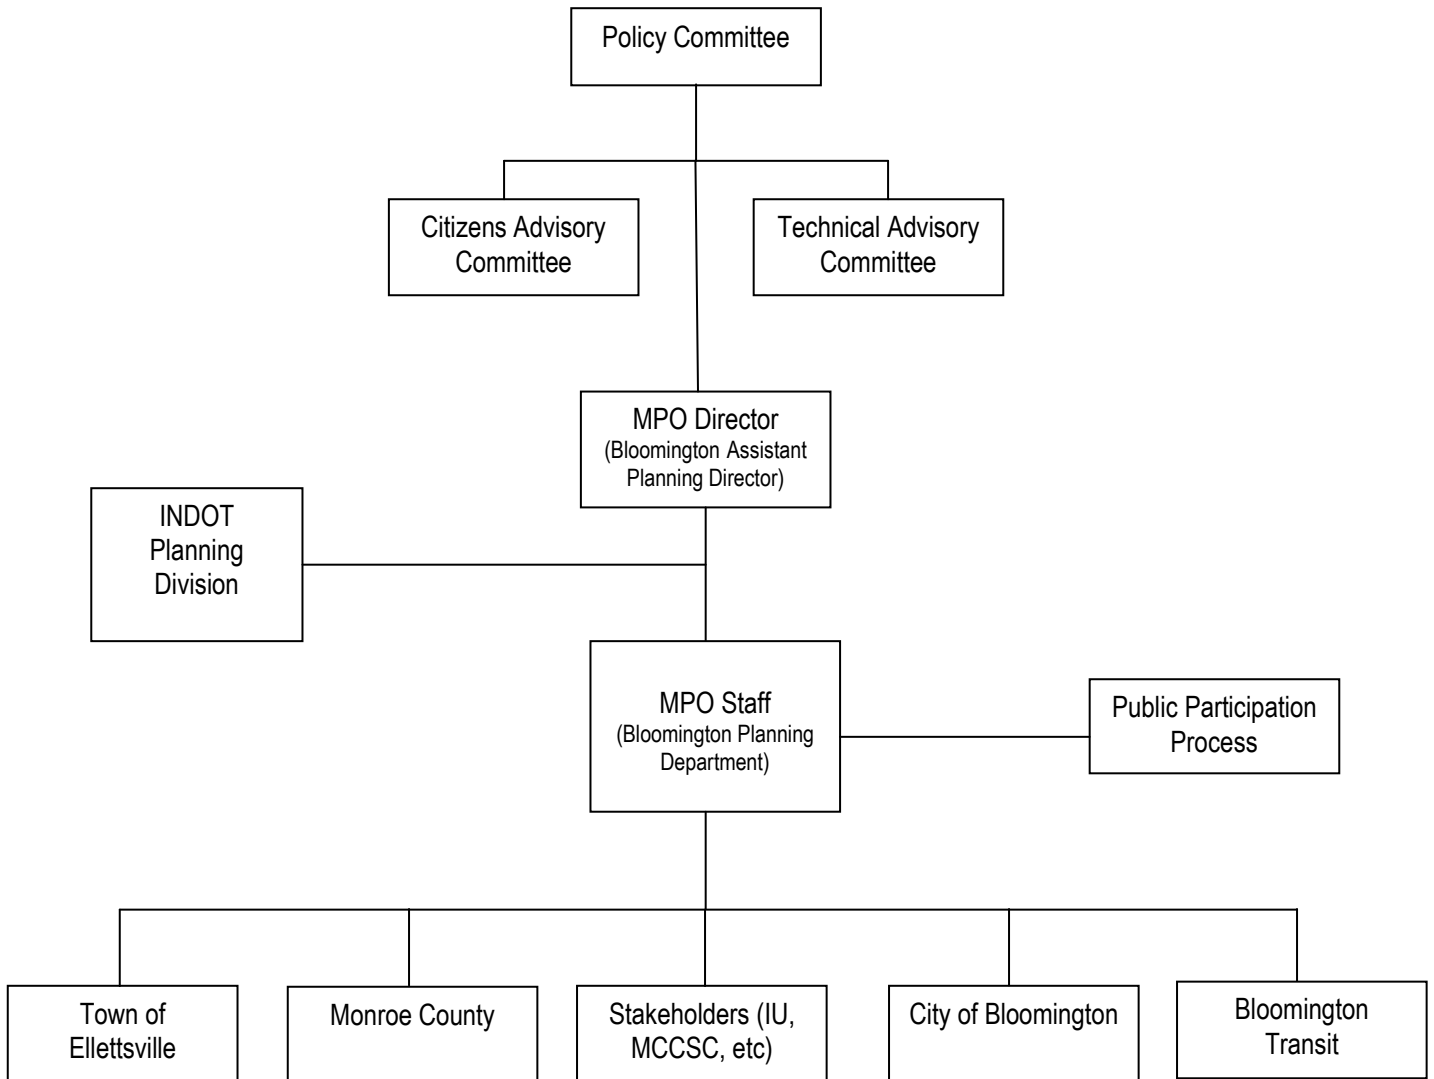 Policy Committee
Citizens Advisory
Committee
Technical Advisory
Committee
MPO Director
(Bloomington Assistant
Planning Director)
INDOT
Planning
Division
MPO Staff
(Bloomington Planning
Department)
Public Participation
Process
Town of
Ellettsville
Monroe County
Stakeholders (IU,
MCCSC, etc)
City of Bloomington
Bloomington
Transit